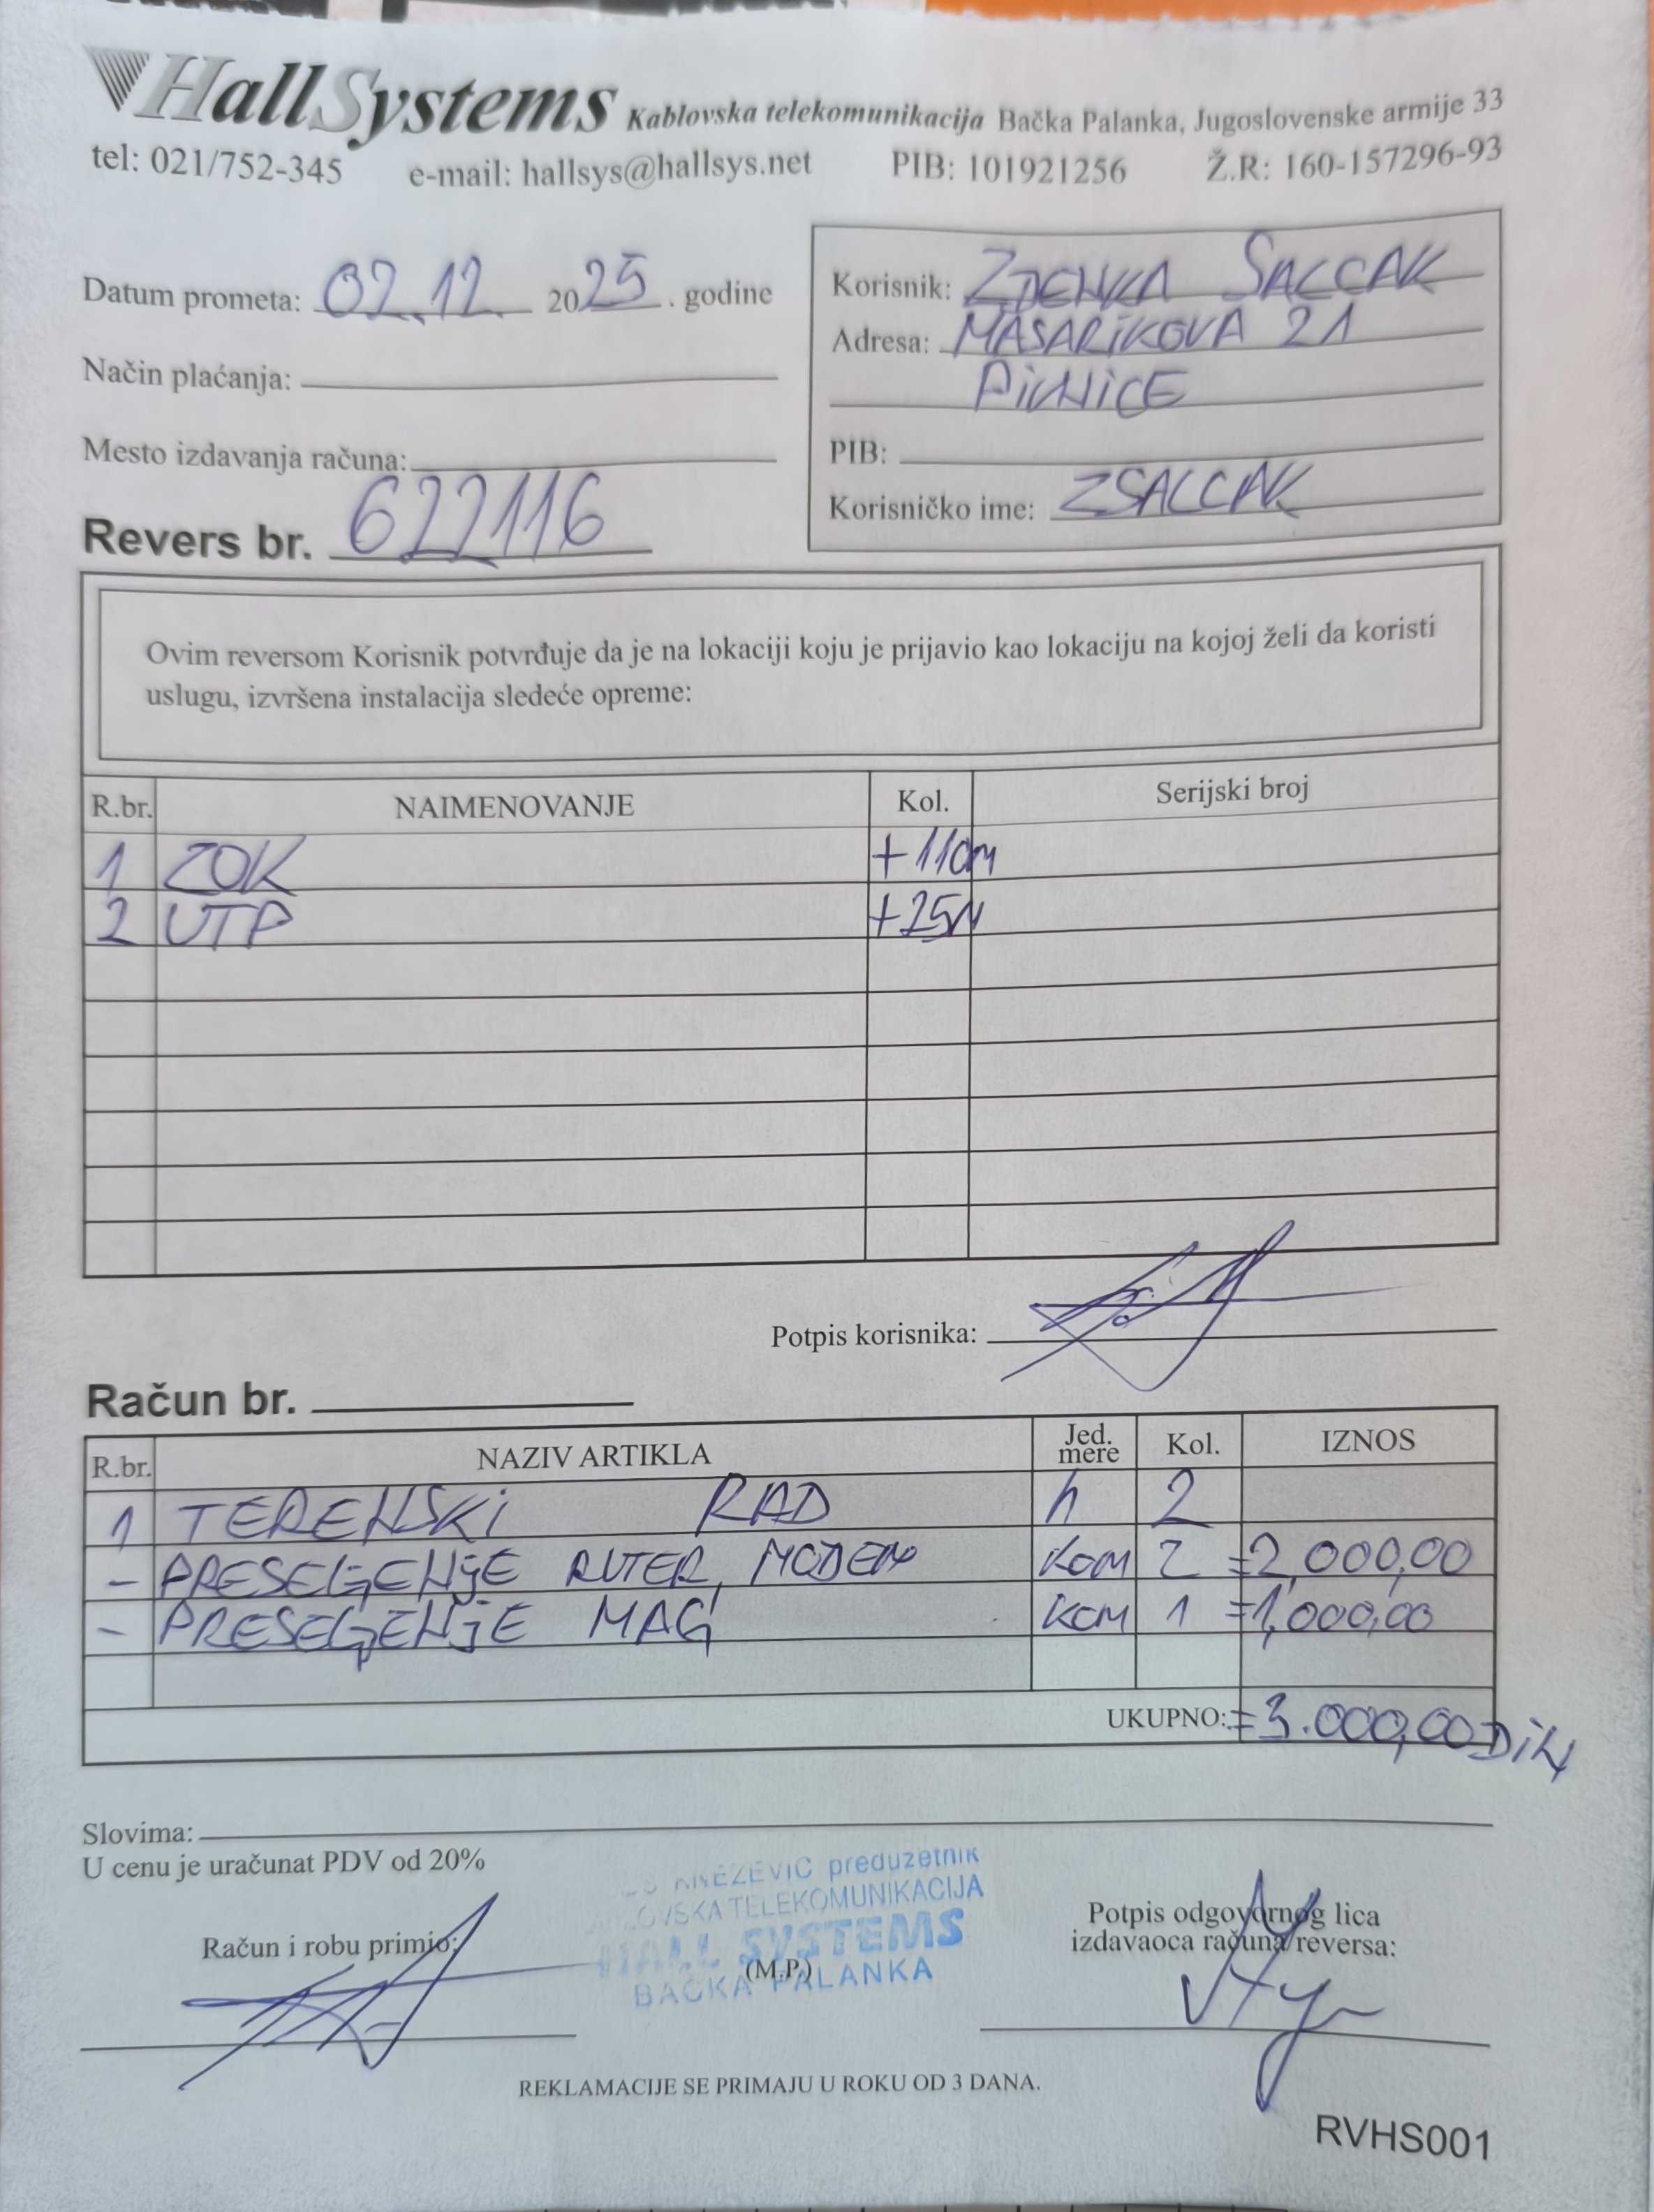 HallSystems Kablovska telekomunikacija Bačka Palanka, Jugoslovenske armije 33
tel: 021/752-345 e-mail: hallsys@hallsys.net PIB: 101921256 Ž.R: 160-157296-93
Datum prometa: 02.12. 2025. godine
Način plaćanja:
Mesto izdavanja računa:
Revers br. 622116
Korisnik: ZDENKA SALCCAK
Adresa: MASARIKOVA 21
PIVNICE
PIB:
Korisničko ime: ZSALCCAK
Ovim reversom Korisnik potvrđuje da je na lokaciji koju je prijavio kao lokaciju na kojoj želi da koristi
uslugu, izvršena instalacija sledeće opreme:
R.br. NAIMENOVANJE Kol. Serijski broj
1 ZOK +110m
2 UTP +25M
Potpis korisnika:
Račun br.
R.br. NAZIV ARTIKLA Jed. mere Kol. IZNOS
1 TERENSKI RAD h 2
- PRESELJENJE RUTER, MODEM KOM 2 =2,000,00
- PRESELJENJE MAG KOM 1 =1,000,00
UKUPNO: =3.000,00 DIN
Slovima:
U cenu je uračunat PDV od 20%
KNEZEVIC preduzetnik
TELEKOMUNIKACIJA
HALL SYSTEMS
BAČKA PALANKA
Račun i robu primio:
(M.P.)
Potpis odgovornog lica
izdavaoca računa/reversa:
REKLAMACIJE SE PRIMAJU U ROKU OD 3 DANA.
RVHS001